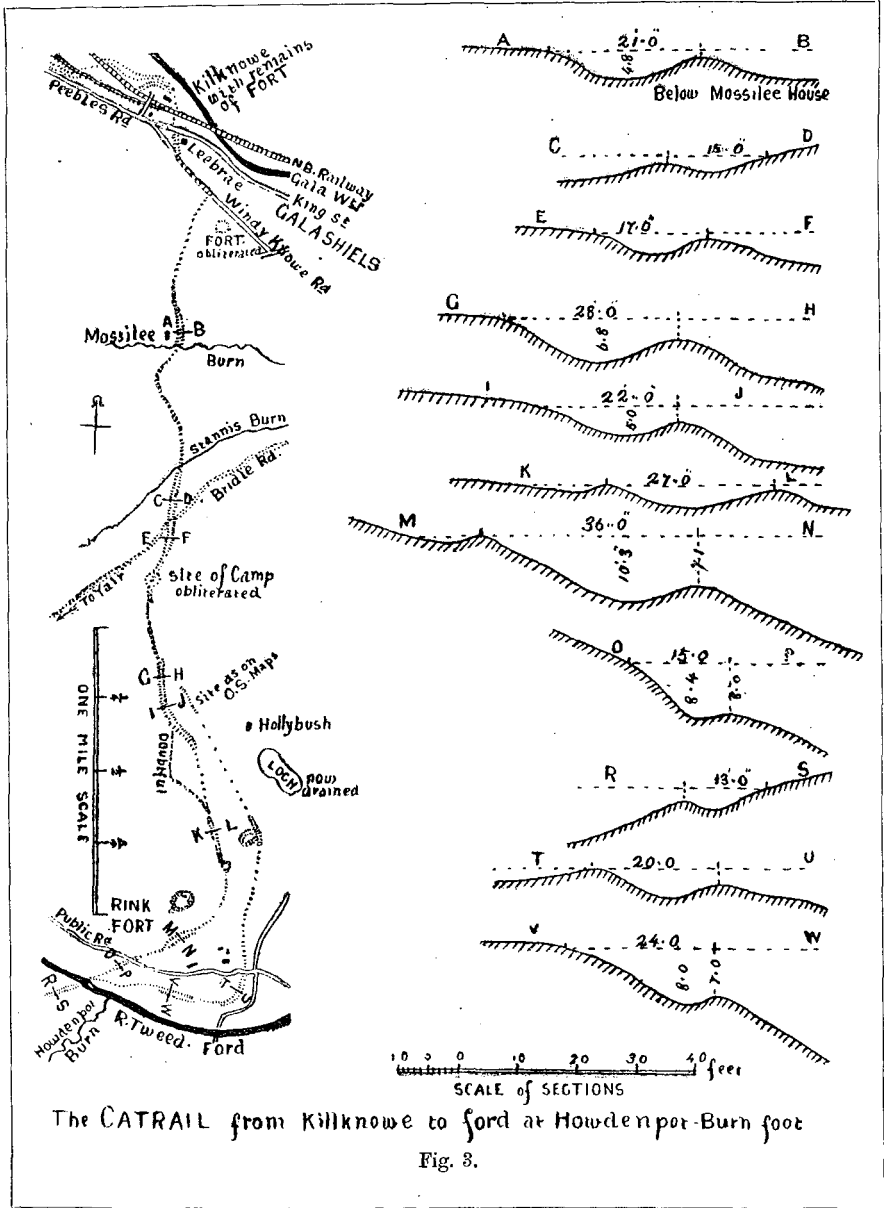 Killknowe
with remains
of FORT
Peebles Rd
Leebrae
N.B. Railway
Gala Wtr
King St
GALASHIELS
Windy Knowe Rd
FORT
obliterated
Mossilee
A
B
Burn
Stannis Burn
Bridle Rd.
C
D
E
F
To Yair
Site of Camp
obliterated
G
H
Site as on
O.S. Maps
I
J
Hollybush
Doubtful
LOCH
now
drained
ONE MILE SCALE
K
L
RINK
FORT
Public Rd
M
N
O
P
R
S
T
V
W
Howdenpot
Burn
R. Tweed.
Ford
A
21·0"
B
4·8
Below Mossilee House
C
15·0
D
E
17·0"
F
G
28·0
H
6·8
I
22·0
J
5·0
K
27·0
M
36·0
N
10·3
7·1
O
15·0
P
8·4
8·0
R
13·0
S
T
20·0
U
V
24·0
W
8·0
7·0
10 5 0 10 20 30 40 feet
SCALE of SECTIONS
The CATRAIL from Killknowe to ford at Howdenpot-Burn foot
Fig. 3.